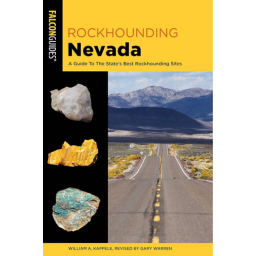 FALCONGUIDES®
ROCKHOUNDING
Nevada
A Guide To The State's Best Rockhounding Sites
WILLIAM A. KAPPELE, REVISED BY GARY WARREN